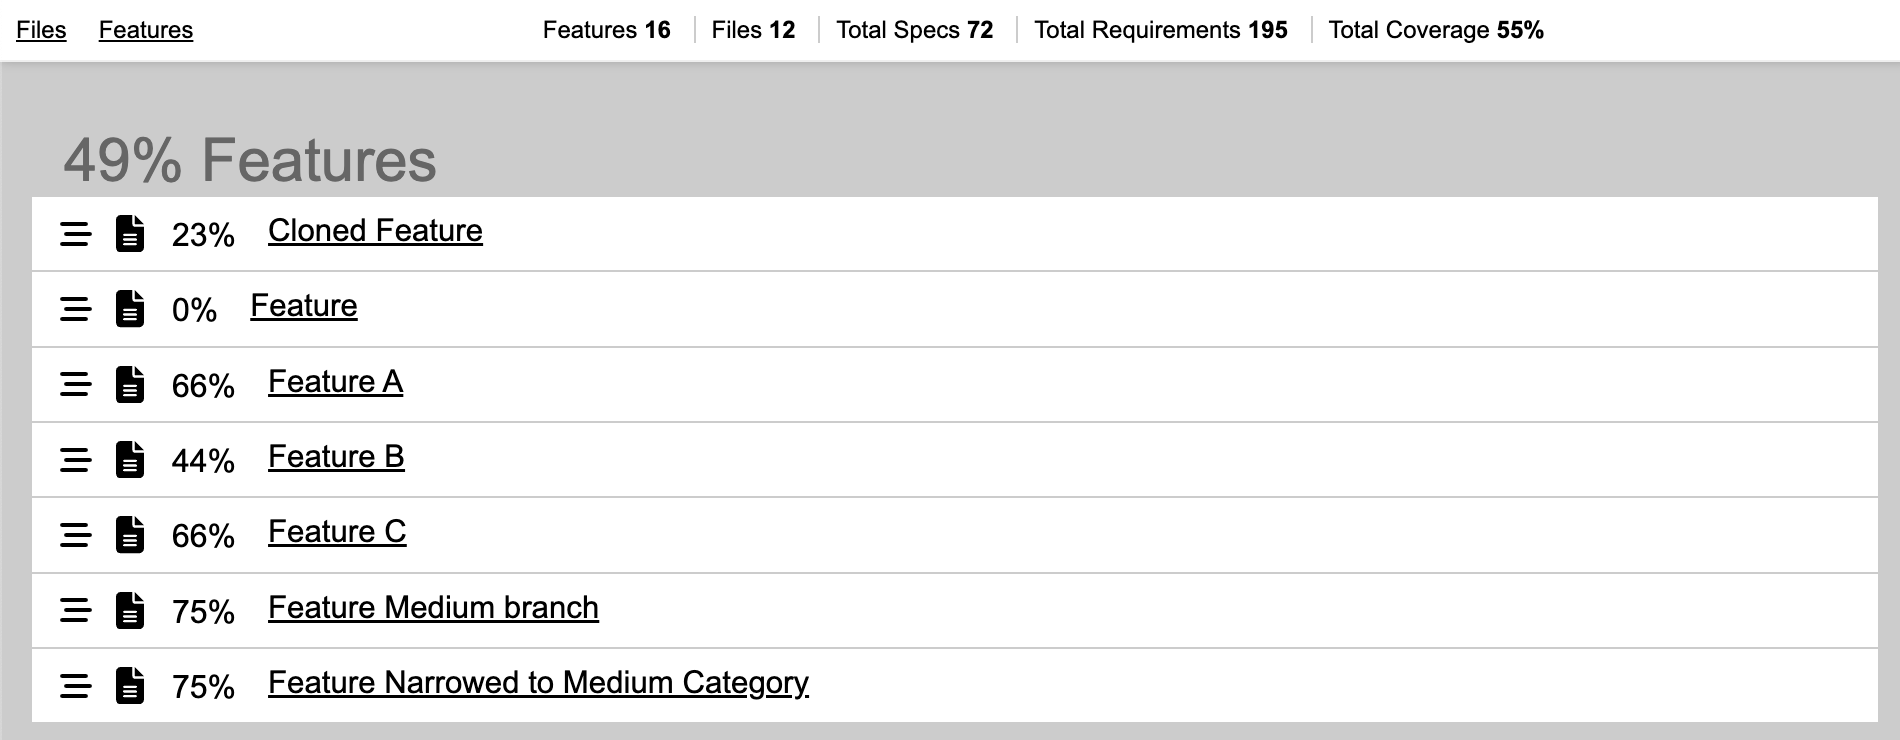 Files Features Features 16 Files 12 Total Specs 72 Total Requirements 195 Total Coverage 55%
49% Features
23% Cloned Feature
0% Feature
66% Feature A
44% Feature B
66% Feature C
75% Feature Medium branch
75% Feature Narrowed to Medium Category